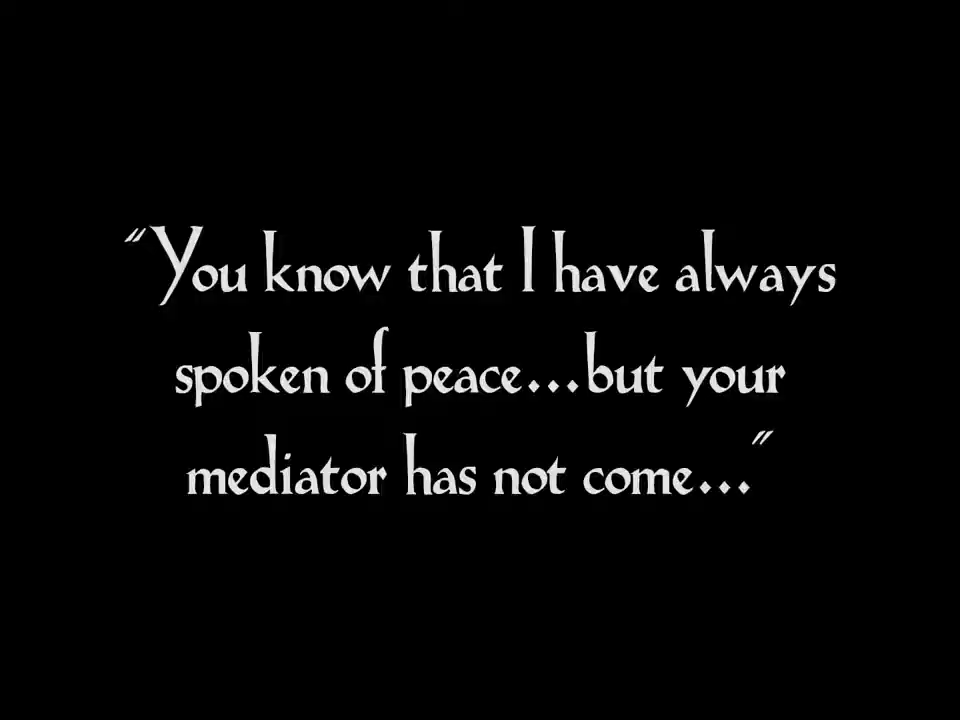 "You know that I have always
spoken of peace...but your
mediator has not come..."